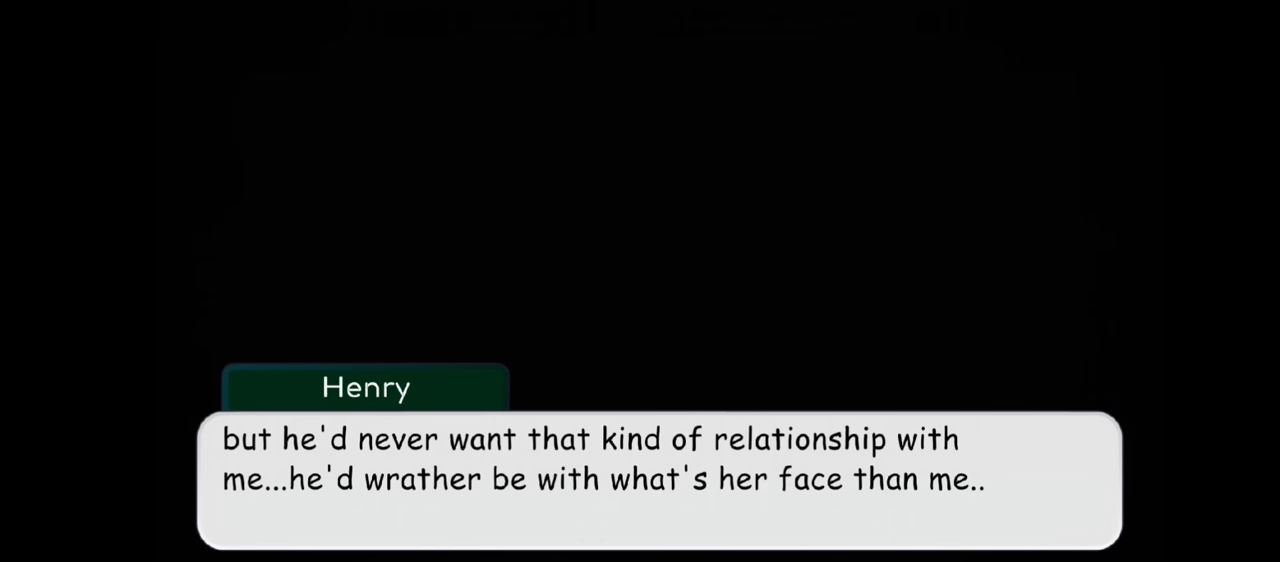 Henry
but he'd never want that kind of relationship with
me...he'd wrather be with what's her face than me..